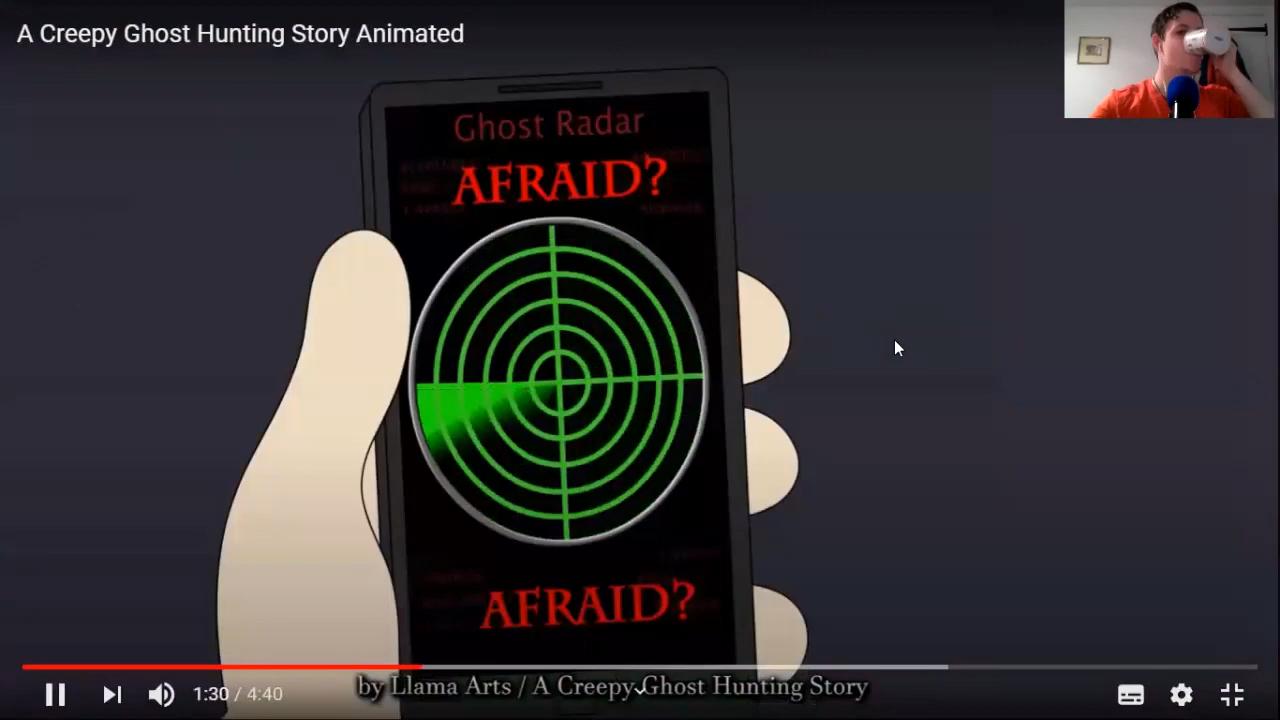 A Creepy Ghost Hunting Story Animated
Ghost Radar
AFRAID?
AFRAID?
by Llama Arts / A Creepy Ghost Hunting Story
1:30 / 4:40